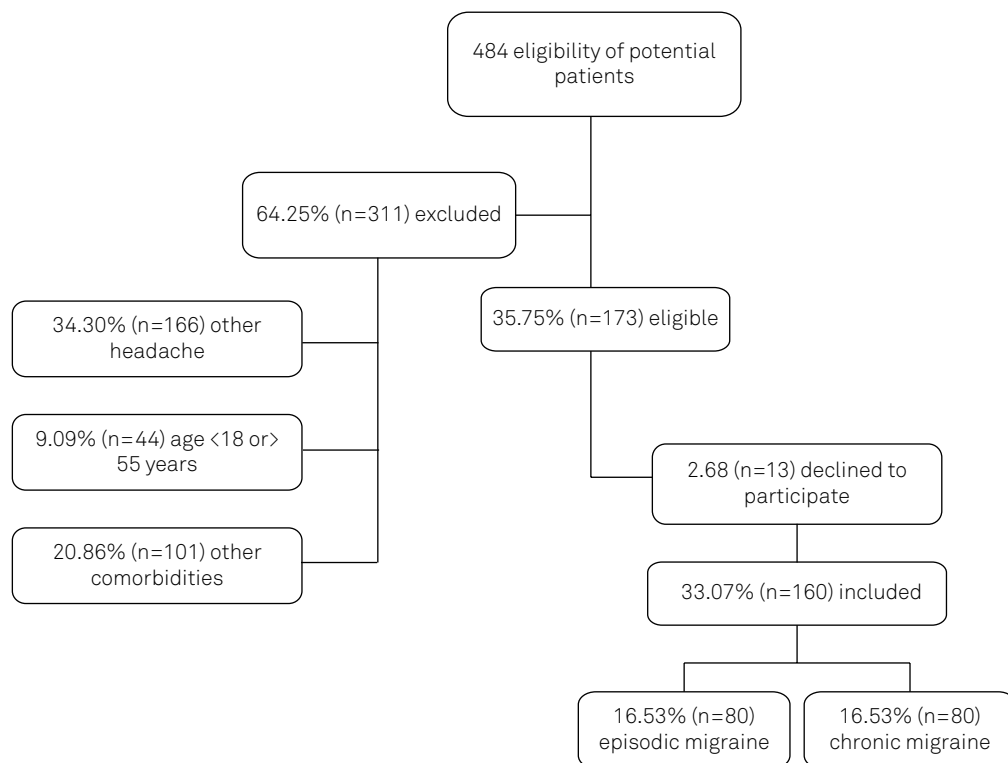 484 eligibility of potential
patients
64.25% (n=311) excluded
34.30% (n=166) other
headache
9.09% (n=44) age <18 or>
55 years
20.86% (n=101) other
comorbidities
35.75% (n=173) eligible
2.68 (n=13) declined to
participate
33.07% (n=160) included
16.53% (n=80)
episodic migraine
16.53% (n=80)
chronic migraine